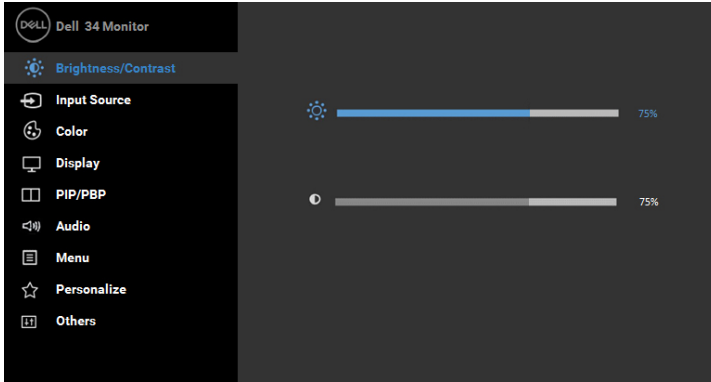 DELL Dell 34 Monitor
Brightness/Contrast
Input Source
75%
Color
Display
PIP/PBP
75%
Audio
Menu
Personalize
Others